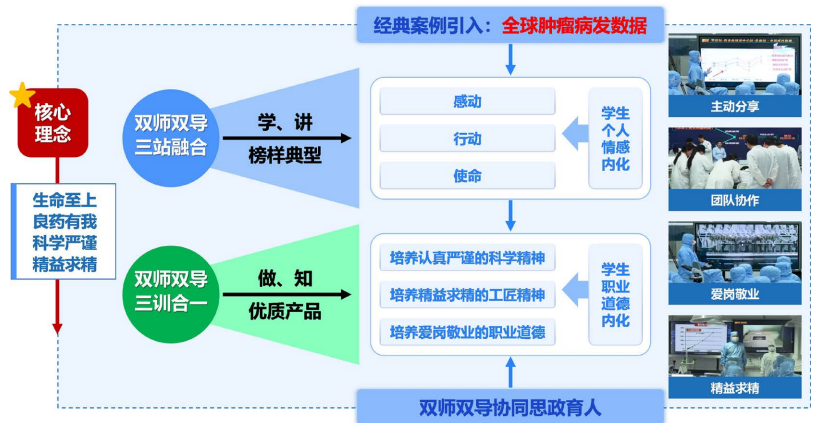 经典案例引入：全球肿瘤病发数据
核心
理念
生命至上
良药有我
科学严谨
精益求精
双师双导
三站融合
学、讲
榜样典型
感动
行动
使命
学生
个人
情感
内化
双师双导
三训合一
做、知
优质产品
培养认真严谨的科学精神
培养精益求精的工匠精神
培养爱岗敬业的职业道德
学生
职业
道德
内化
双师双导协同思政育人
主动分享
团队协作
爱岗敬业
精益求精